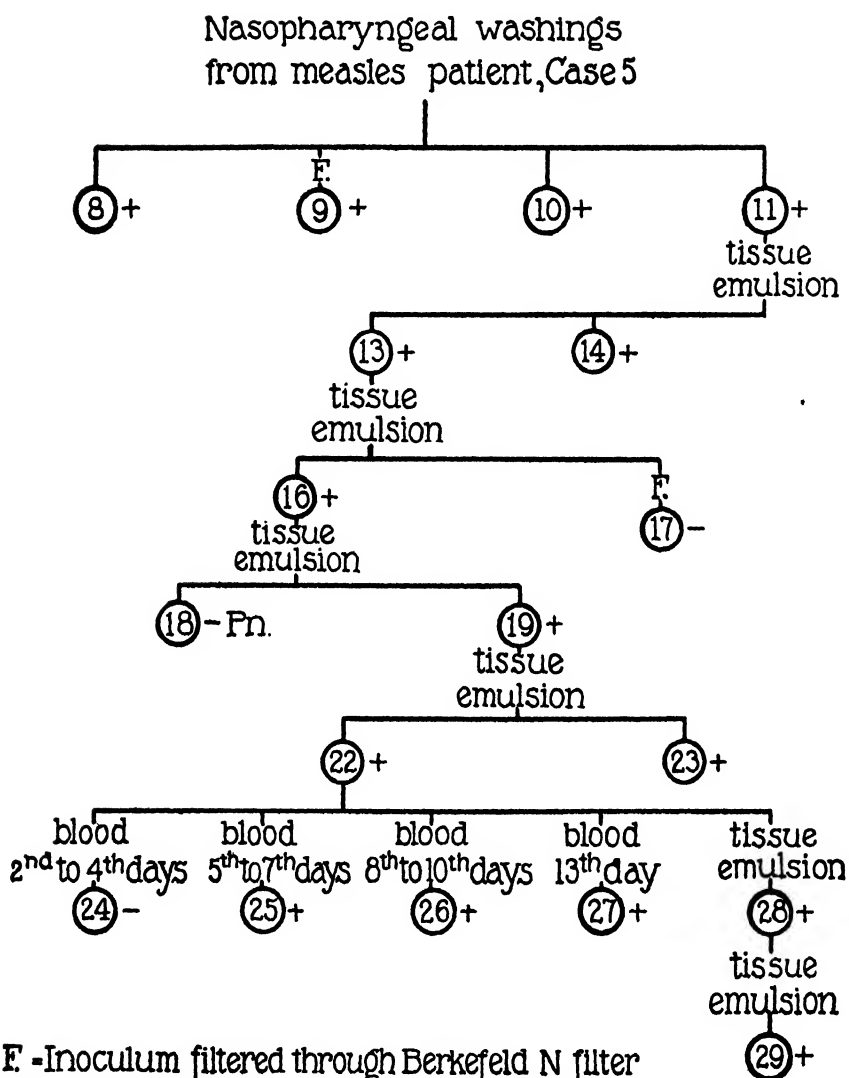 Nasopharyngeal washings
from measles patient, Case 5
F.
8 + 9 + 10 + 11 +
tissue
emulsion
13 + 14 +
tissue
emulsion
16 + F.
17 -
tissue
emulsion
18 - Pn. 19 +
tissue
emulsion
22 + 23 +
blood blood blood blood tissue
2nd to 4th days 5th to 7th days 8th to 10th days 13th day emulsion
24 - 25 + 26 + 27 + 28 +
tissue
emulsion
29 +
F. = Inoculum filtered through Berkefeld N filter